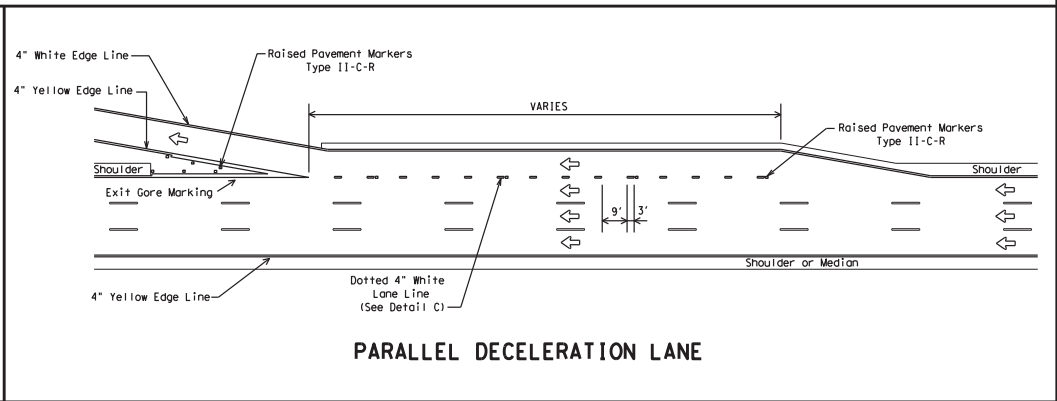 4" White Edge Line
4" Yellow Edge Line
Raised Pavement Markers
Type II-C-R
VARIES
Raised Pavement Markers
Type II-C-R
Shoulder
Exit Gore Marking
Shoulder
9' 3'
4" Yellow Edge Line
Dotted 4" White
Lane Line
(See Detail C)
Shoulder or Median
PARALLEL DECELERATION LANE